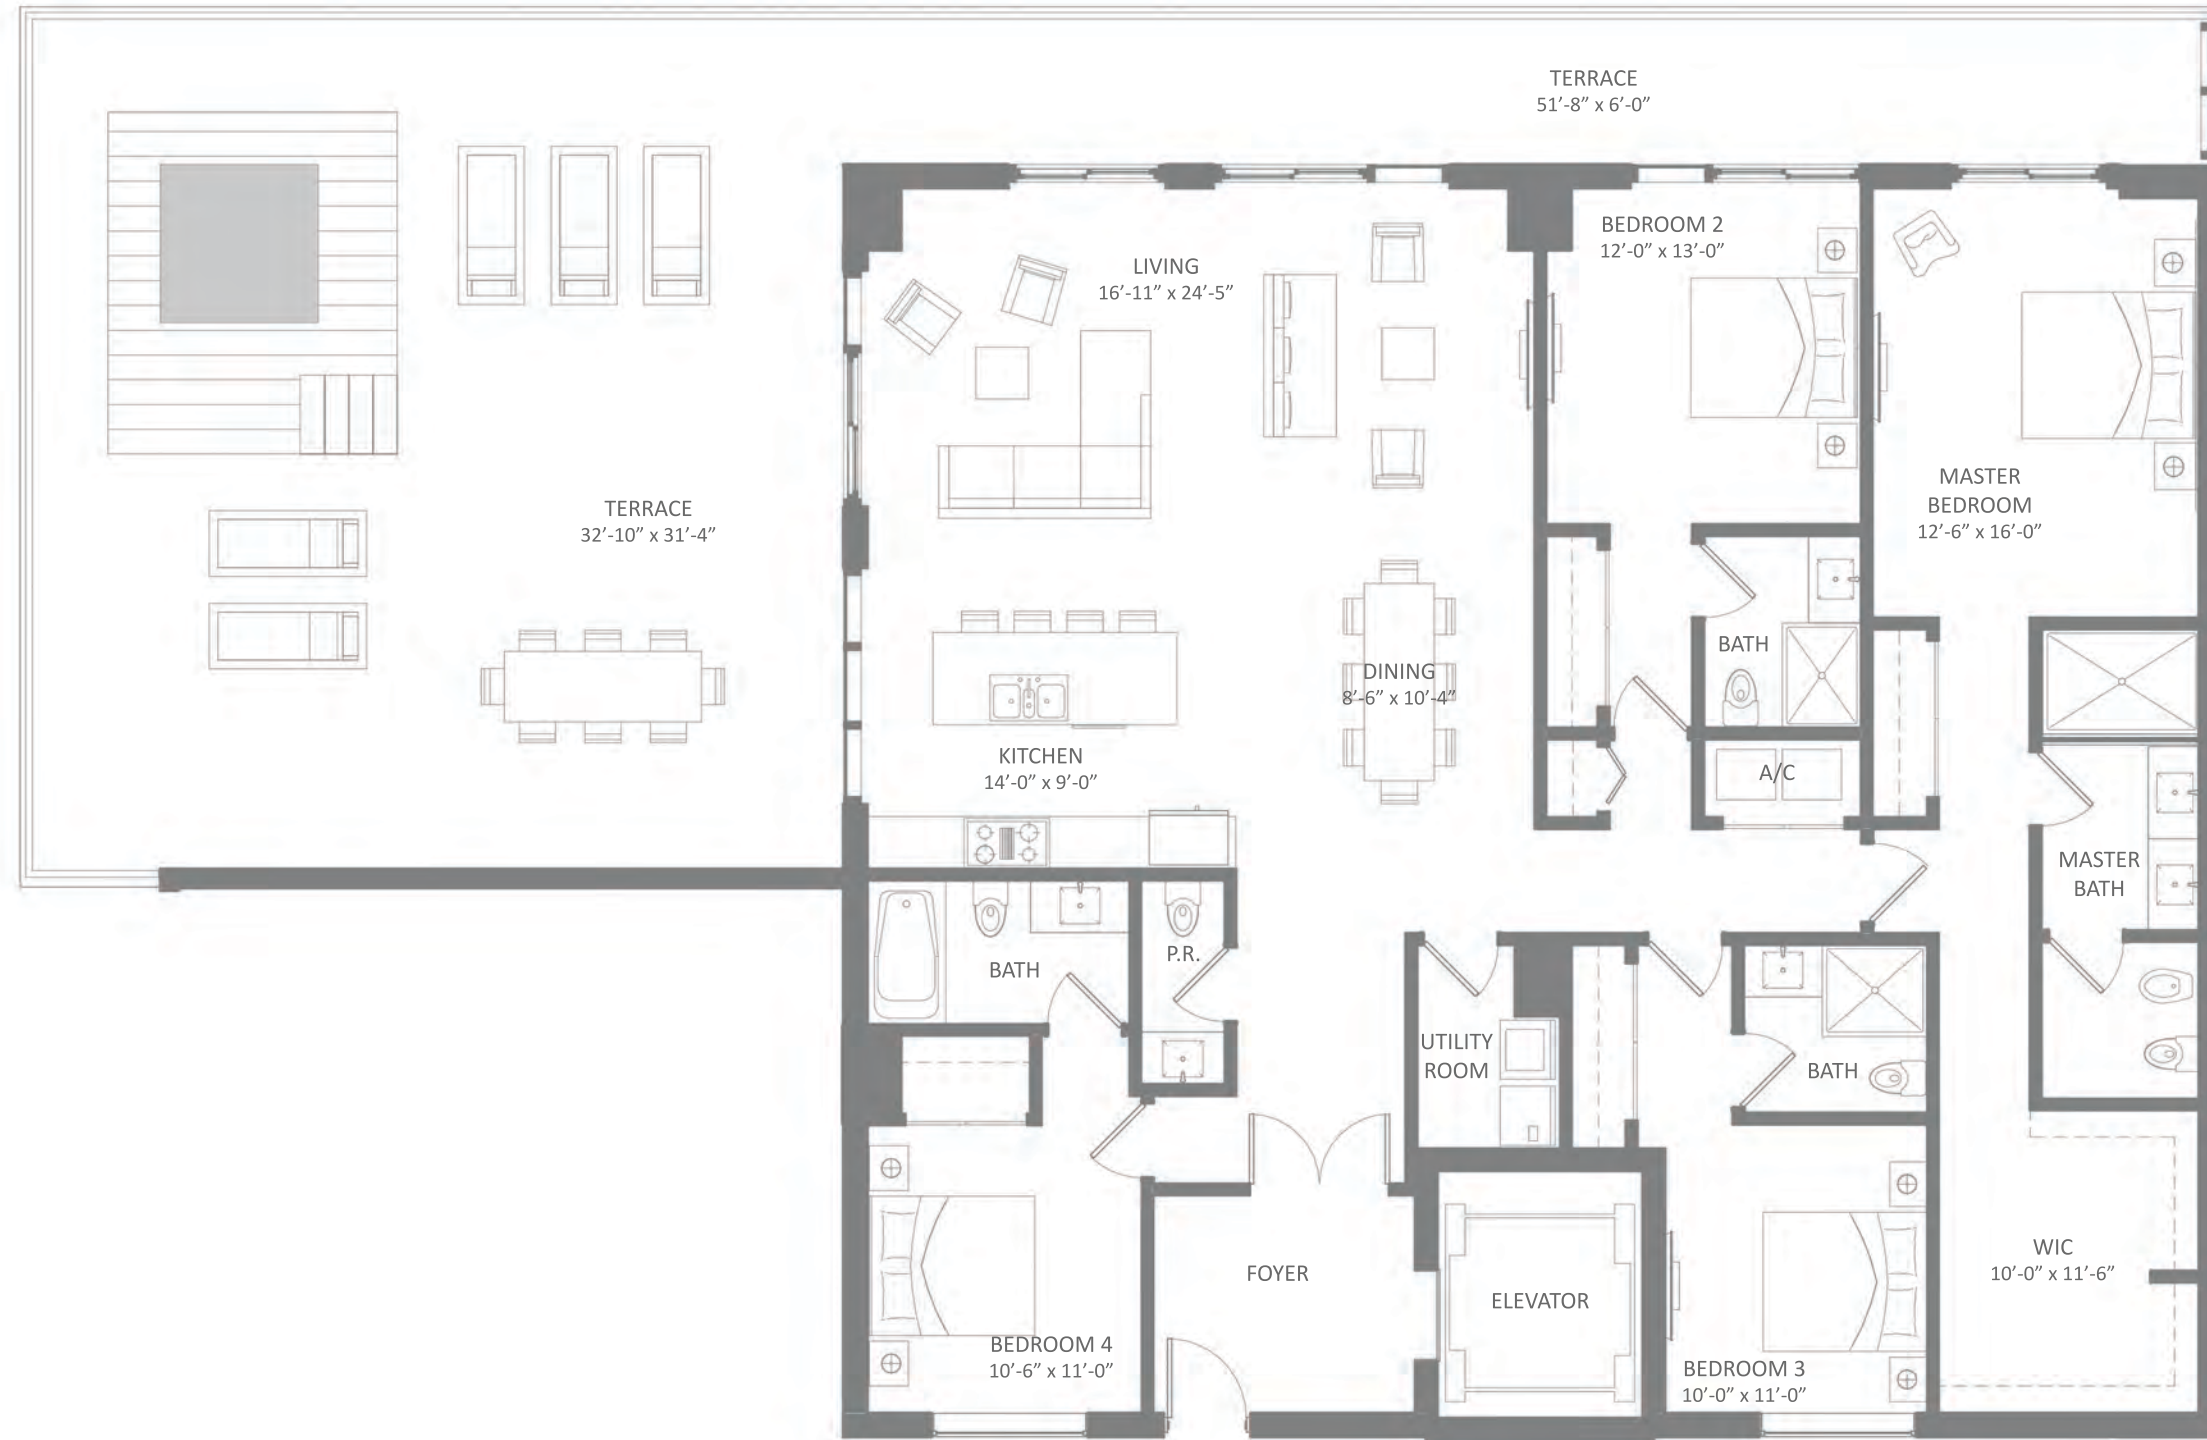 TERRACE
51’-8” x 6’-0”
BEDROOM 2
12’-0” x 13’-0”
LIVING
16’-11” x 24’-5”
MASTER
BEDROOM
12’-6” x 16’-0”
TERRACE
32’-10” x 31’-4”
BATH
DINING
8’-6” x 10’-4”
KITCHEN
14’-0” x 9’-0”
A/C
MASTER
BATH
P.R.
BATH
UTILITY
ROOM
BATH
WIC
10’-0” x 11’-6”
FOYER
ELEVATOR
BEDROOM 4
10’-6” x 11’-0”
BEDROOM 3
10’-0” x 11’-0”